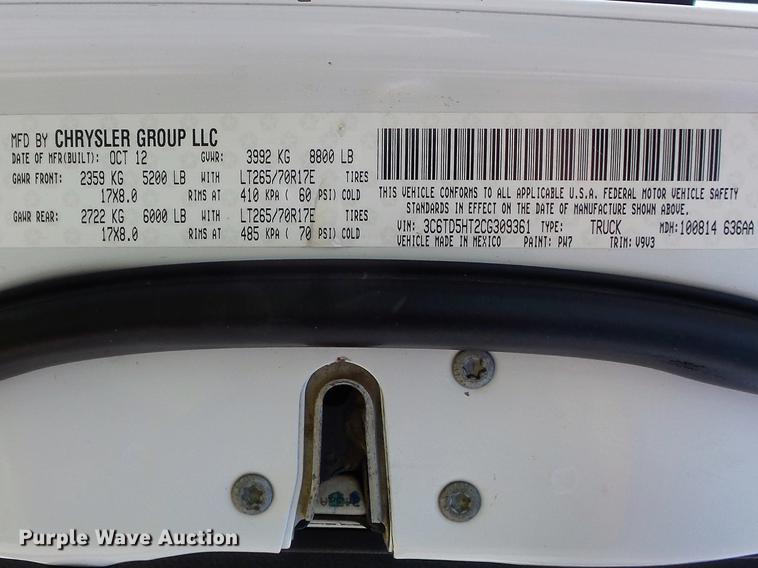 MFD BY CHRYSLER GROUP LLC
DATE OF MFR(BUILT): OCT 12 GVWR: 3992 KG 8800 LB
GAWR FRONT: 2359 KG 5200 LB WITH LT265/70R17E TIRES
17X8.0 RIMS AT 410 KPA ( 60 PSI) COLD
GAWR REAR: 2722 KG 6000 LB WITH LT265/70R17E TIRES
17X8.0 RIMS AT 485 KPA ( 70 PSI) COLD
THIS VEHICLE CONFORMS TO ALL APPLICABLE U.S.A. FEDERAL MOTOR VEHICLE SAFETY
STANDARDS IN EFFECT ON THE DATE OF MANUFACTURE SHOWN ABOVE.
VIN: 3C6TD5HT2CG309361 TYPE: TRUCK MDH: 100814 636AA
VEHICLE MADE IN MEXICO PAINT: PW7 TRIM: V9V3
Purple Wave Auction